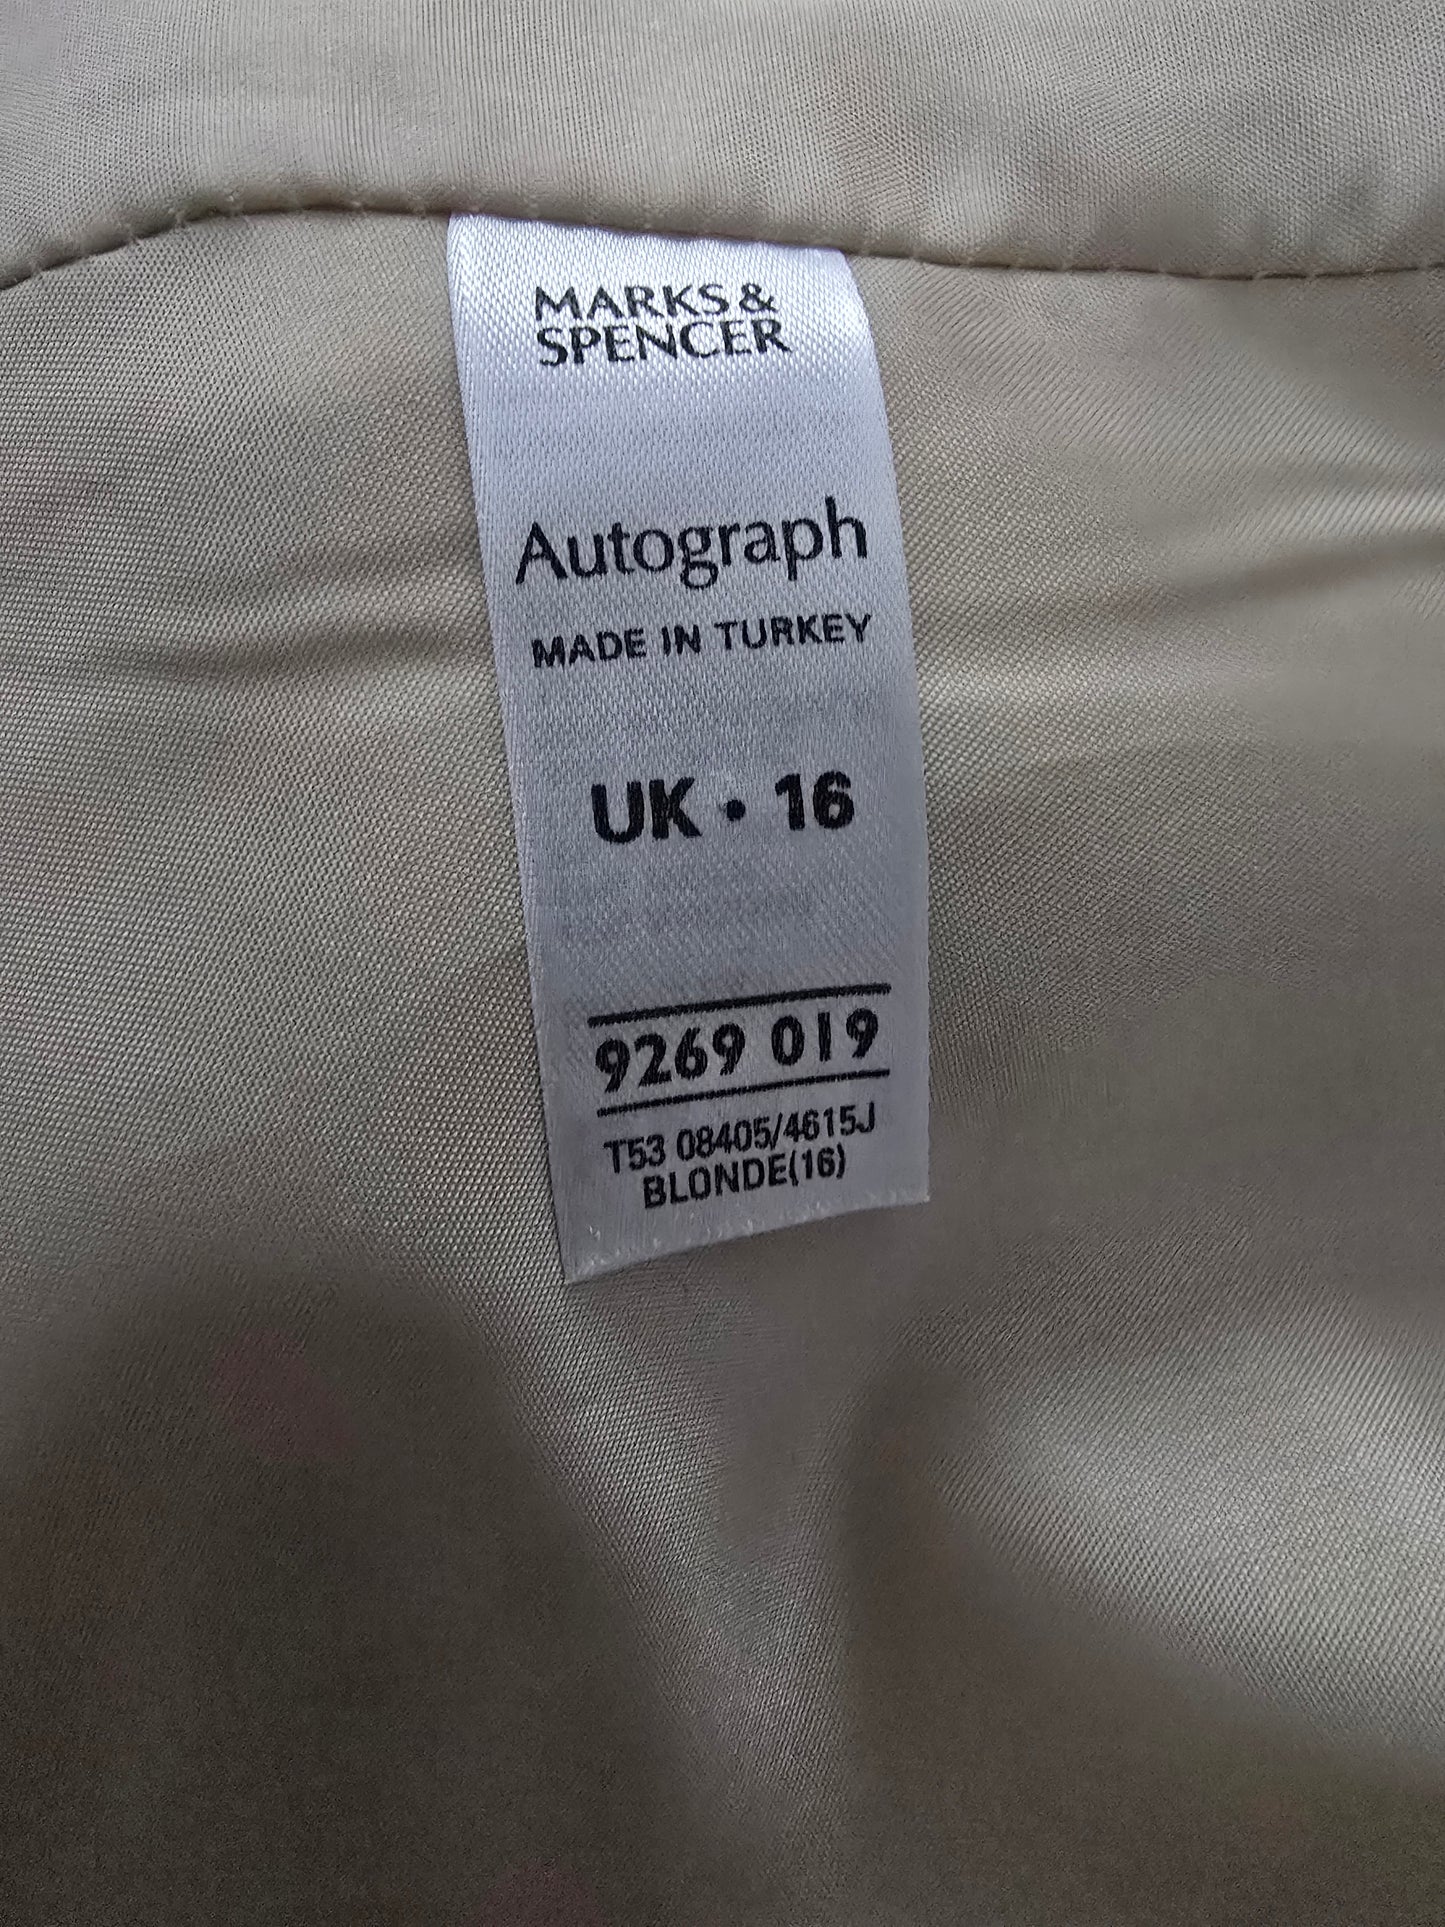 MARKS &
SPENCER
Autograph
MADE IN TURKEY
UK • 16
9269 019
T53 08405/4615J
BLONDE(16)